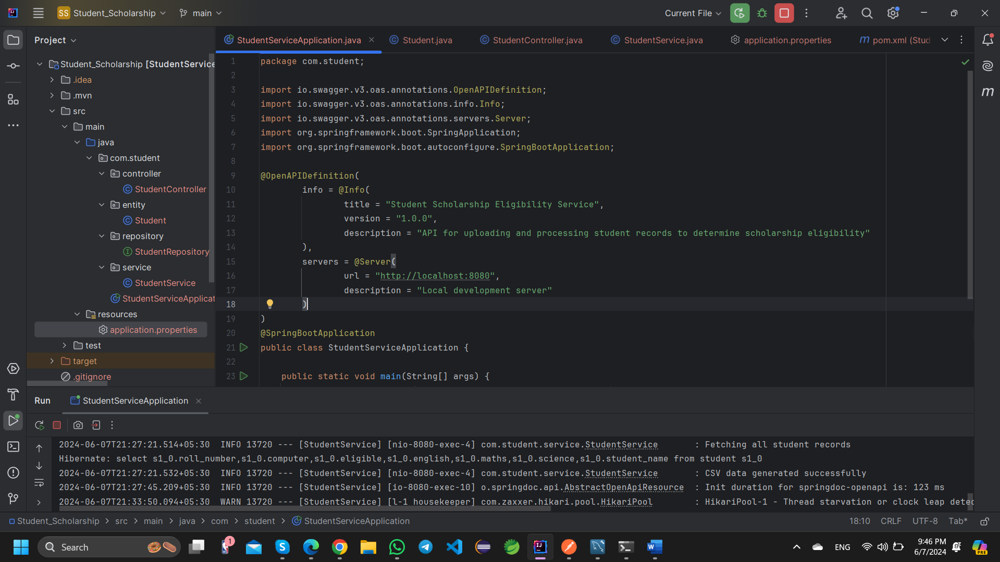 SS Student_Scholarship main Current File
Project
StudentServiceApplication.java Student.java StudentController.java StudentService.java application.properties m pom.xml (Stud
Student_Scholarship [StudentService
.idea
.mvn
src
main
java
com.student
controller
StudentController
entity
Student
repository
StudentRepository
service
StudentService
StudentServiceApplicat
resources
application.properties
test
target
.gitignore
1 package com.student;
2
3 import io.swagger.v3.oas.annotations.OpenAPIDefinition;
4 import io.swagger.v3.oas.annotations.info.Info;
5 import io.swagger.v3.oas.annotations.servers.Server;
6 import org.springframework.boot.SpringApplication;
7 import org.springframework.boot.autoconfigure.SpringBootApplication;
8
9 @OpenAPIDefinition(
10 info = @Info(
11 title = "Student Scholarship Eligibility Service",
12 version = "1.0.0",
13 description = "API for uploading and processing student records to determine scholarship eligibility"
14 ),
15 servers = @Server(
16 url = "http://localhost:8080",
17 description = "Local development server"
18 )
19 )
20 @SpringBootApplication
21 public class StudentServiceApplication {
22
23 public static void main(String[] args) {
m
Run StudentServiceApplication
2024-06-07T21:27:21.514+05:30 INFO 13720 --- [StudentService] [nio-8080-exec-4] com.student.service.StudentService : Fetching all student records
Hibernate: select s1_0.roll_number,s1_0.computer,s1_0.eligible,s1_0.english,s1_0.maths,s1_0.science,s1_0.student_name from student s1_0
2024-06-07T21:27:21.532+05:30 INFO 13720 --- [StudentService] [nio-8080-exec-4] com.student.service.StudentService : CSV data generated successfully
2024-06-07T21:27:45.209+05:30 INFO 13720 --- [StudentService] [io-8080-exec-10] o.springdoc.api.AbstractOpenApiResource : Init duration for springdoc-openapi is: 123 ms
2024-06-07T21:33:50.094+05:30 WARN 13720 --- [StudentService] [l-1 housekeeper] com.zaxxer.hikari.pool.HikariPool : HikariPool-1 - Thread starvation or clock leap detec
Student_Scholarship > src > main > java > com > student > StudentServiceApplication 18:10 CRLF UTF-8 Tab*
Search 1 ENG 9:46 PM
6/7/2024
PRE